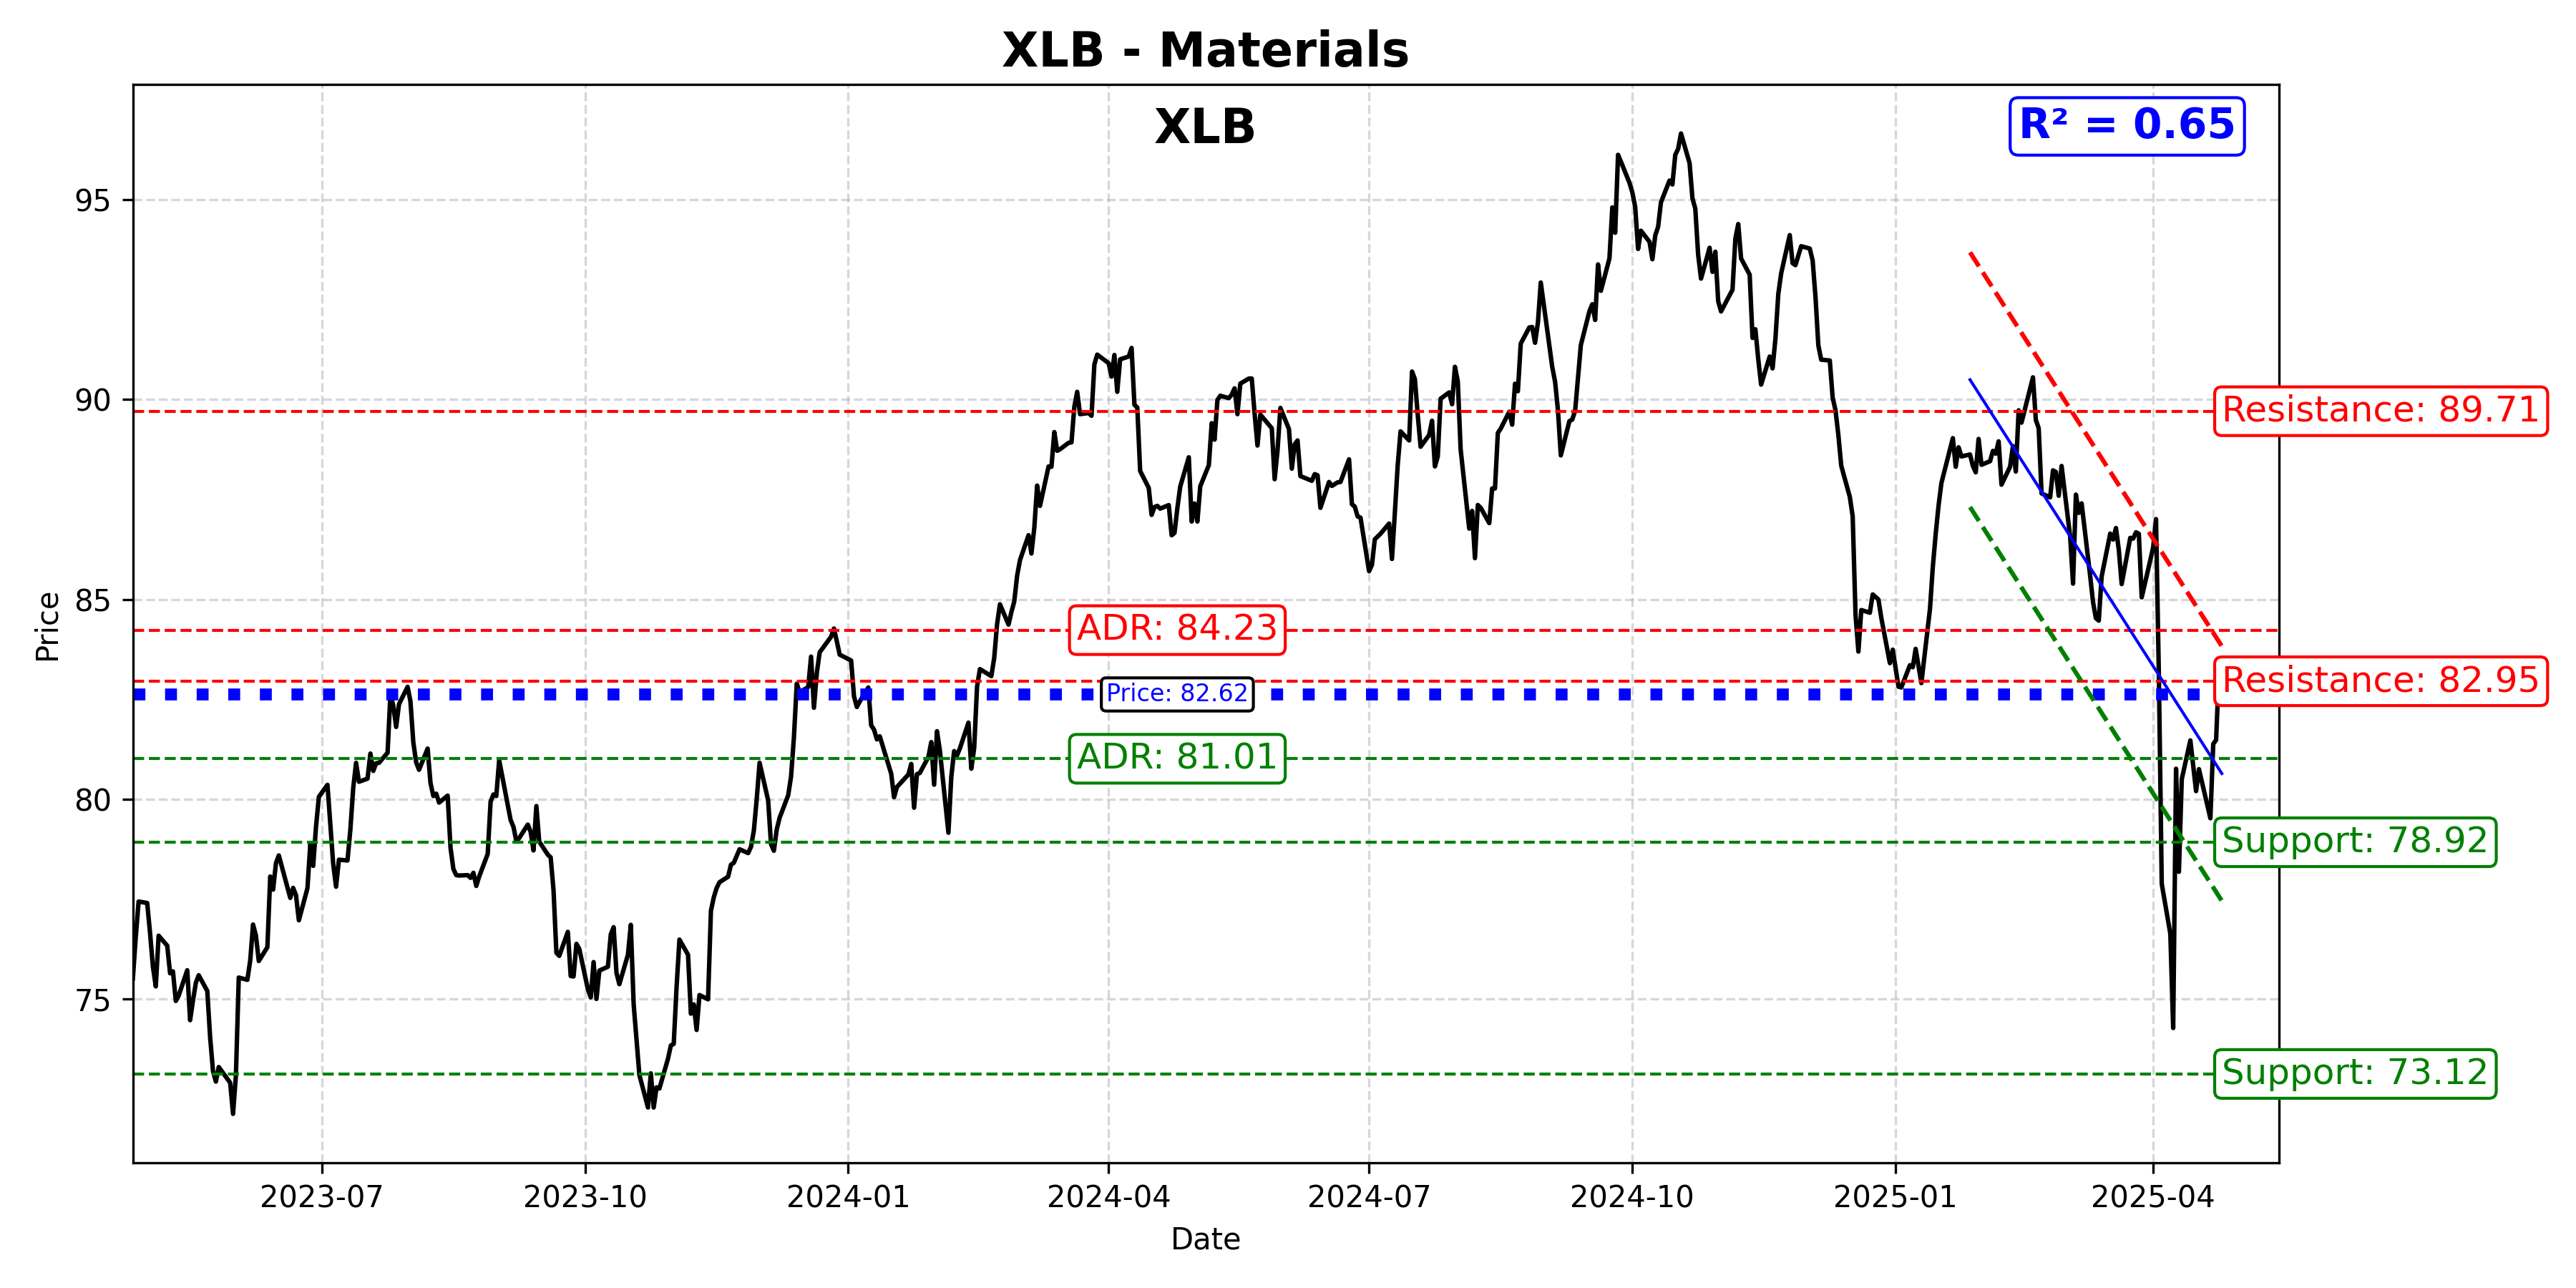 XLB - Materials
XLB
R² = 0.65
95
90
85
80
75
Price
Resistance: 89.71
ADR: 84.23
Resistance: 82.95
Price: 82.62
ADR: 81.01
Support: 78.92
Support: 73.12
2023-07
2023-10
2024-01
2024-04
2024-07
2024-10
2025-01
2025-04
Date